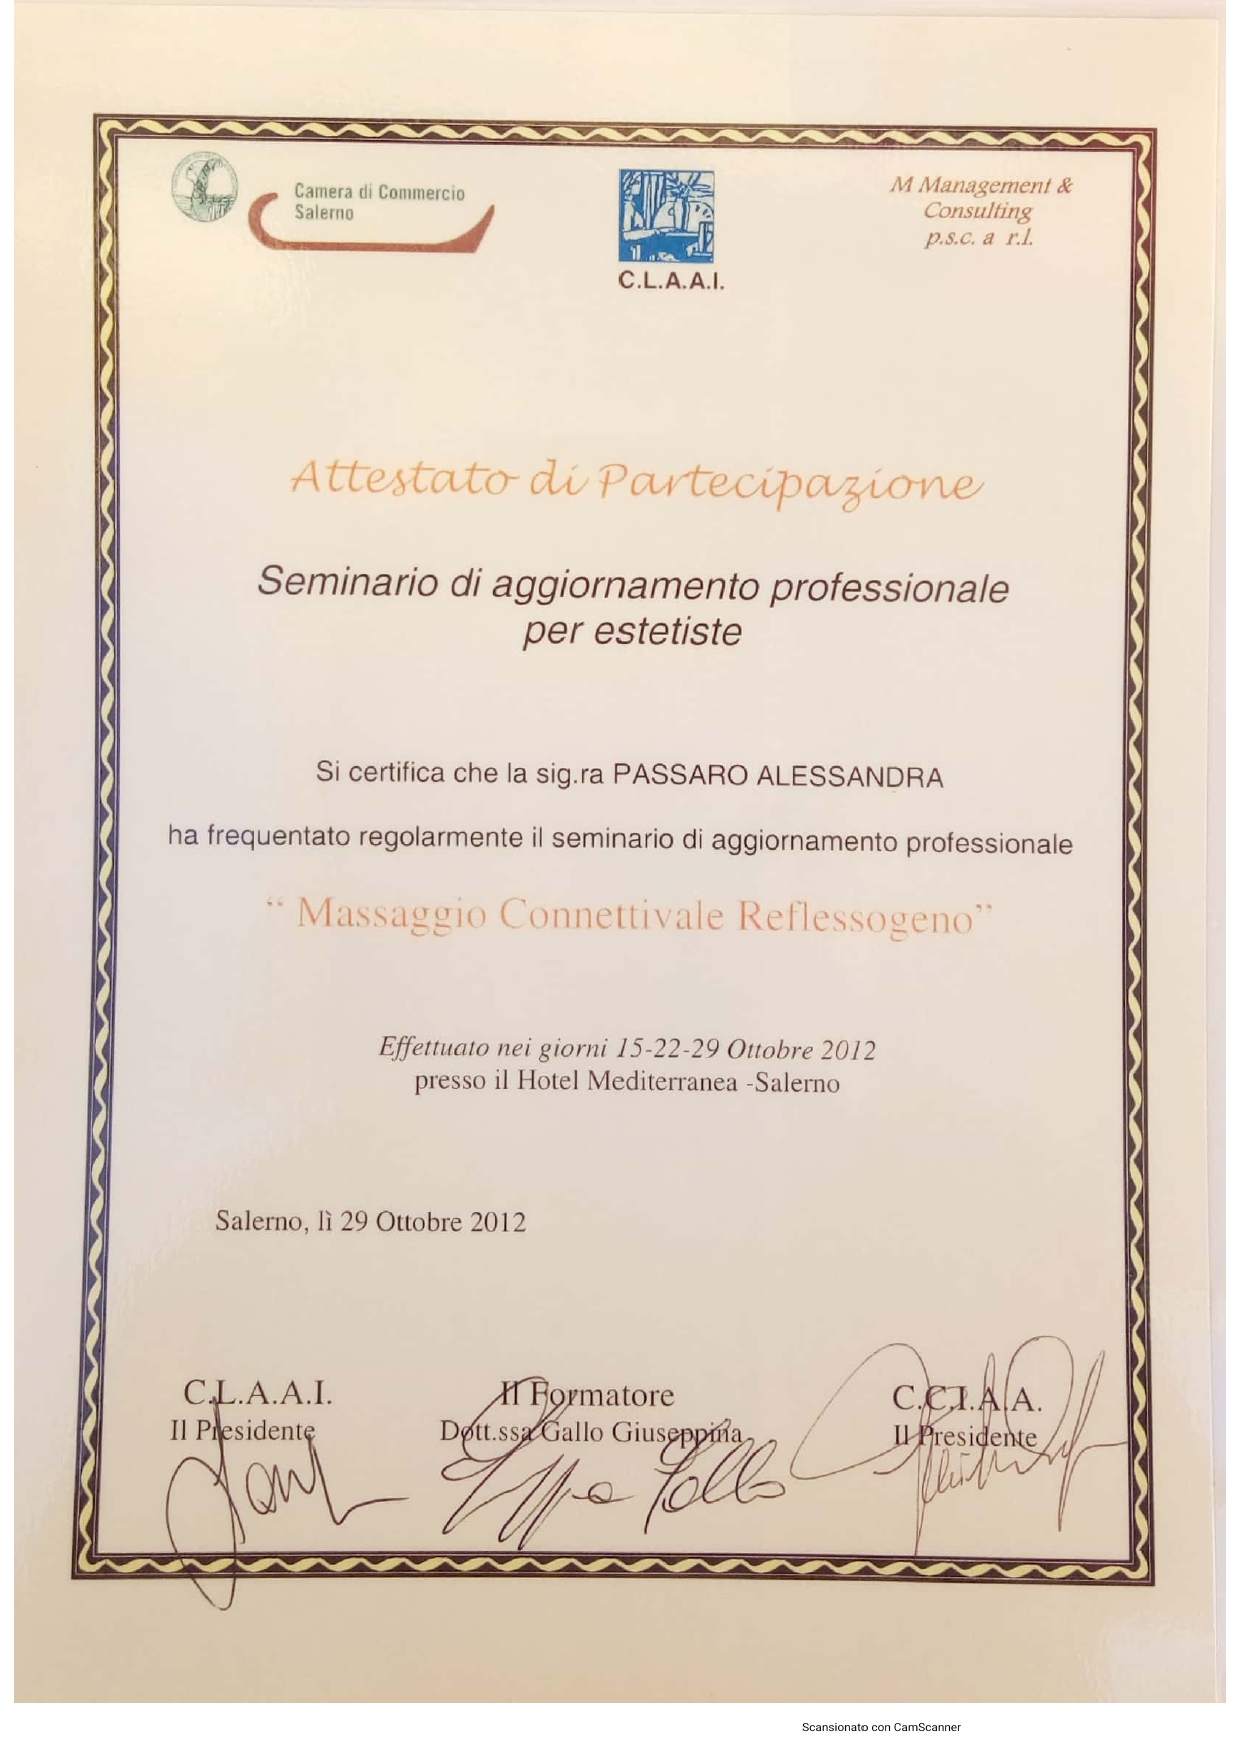 Camera di Commercio
Salerno
C.L.A.A.I.
M Management &
Consulting
p.s.c. a r.l.
Attestato di Partecipazione
Seminario di aggiornamento professionale
per estetiste
Si certifica che la sig.ra PASSARO ALESSANDRA
ha frequentato regolarmente il seminario di aggiornamento professionale
“ Massaggio Connettivale Reflessogeno”
Effettuato nei giorni 15-22-29 Ottobre 2012
presso il Hotel Mediterranea -Salerno
Salerno, lì 29 Ottobre 2012
C.L.A.A.I.
Il Presidente
Il Formatore
Dott.ssa Gallo Giuseppina
C.C.I.A.A.
Il Presidente
Scansionato con CamScanner